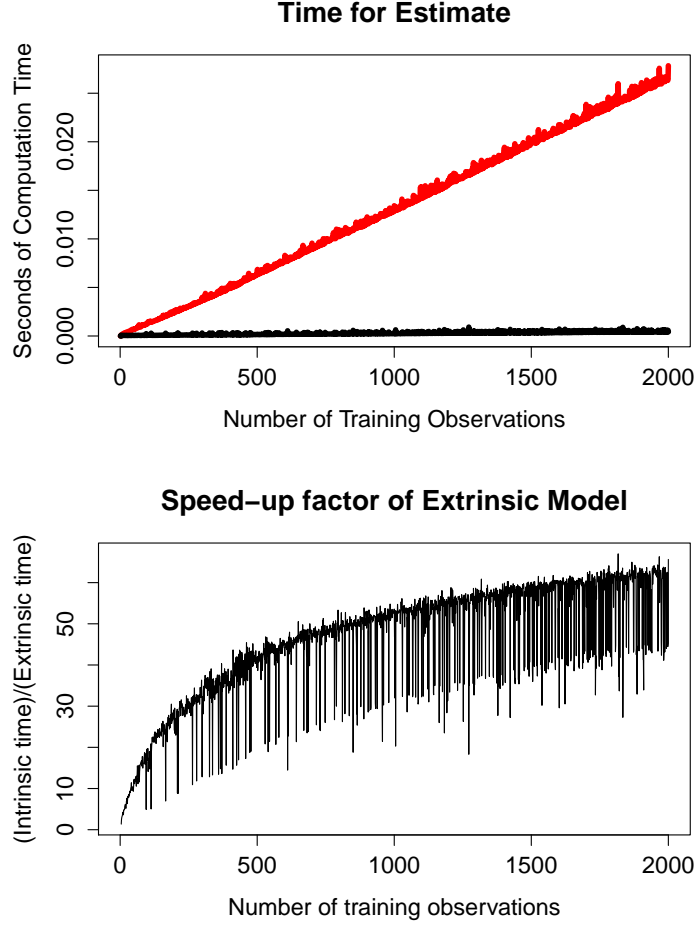 Time for Estimate
Seconds of Computation Time
0.020
0.010
0.000
0 500 1000 1500 2000
Number of Training Observations
Speed−up factor of Extrinsic Model
(Intrinsic time)/(Extrinsic time)
50
30
10
0
0 500 1000 1500 2000
Number of training observations